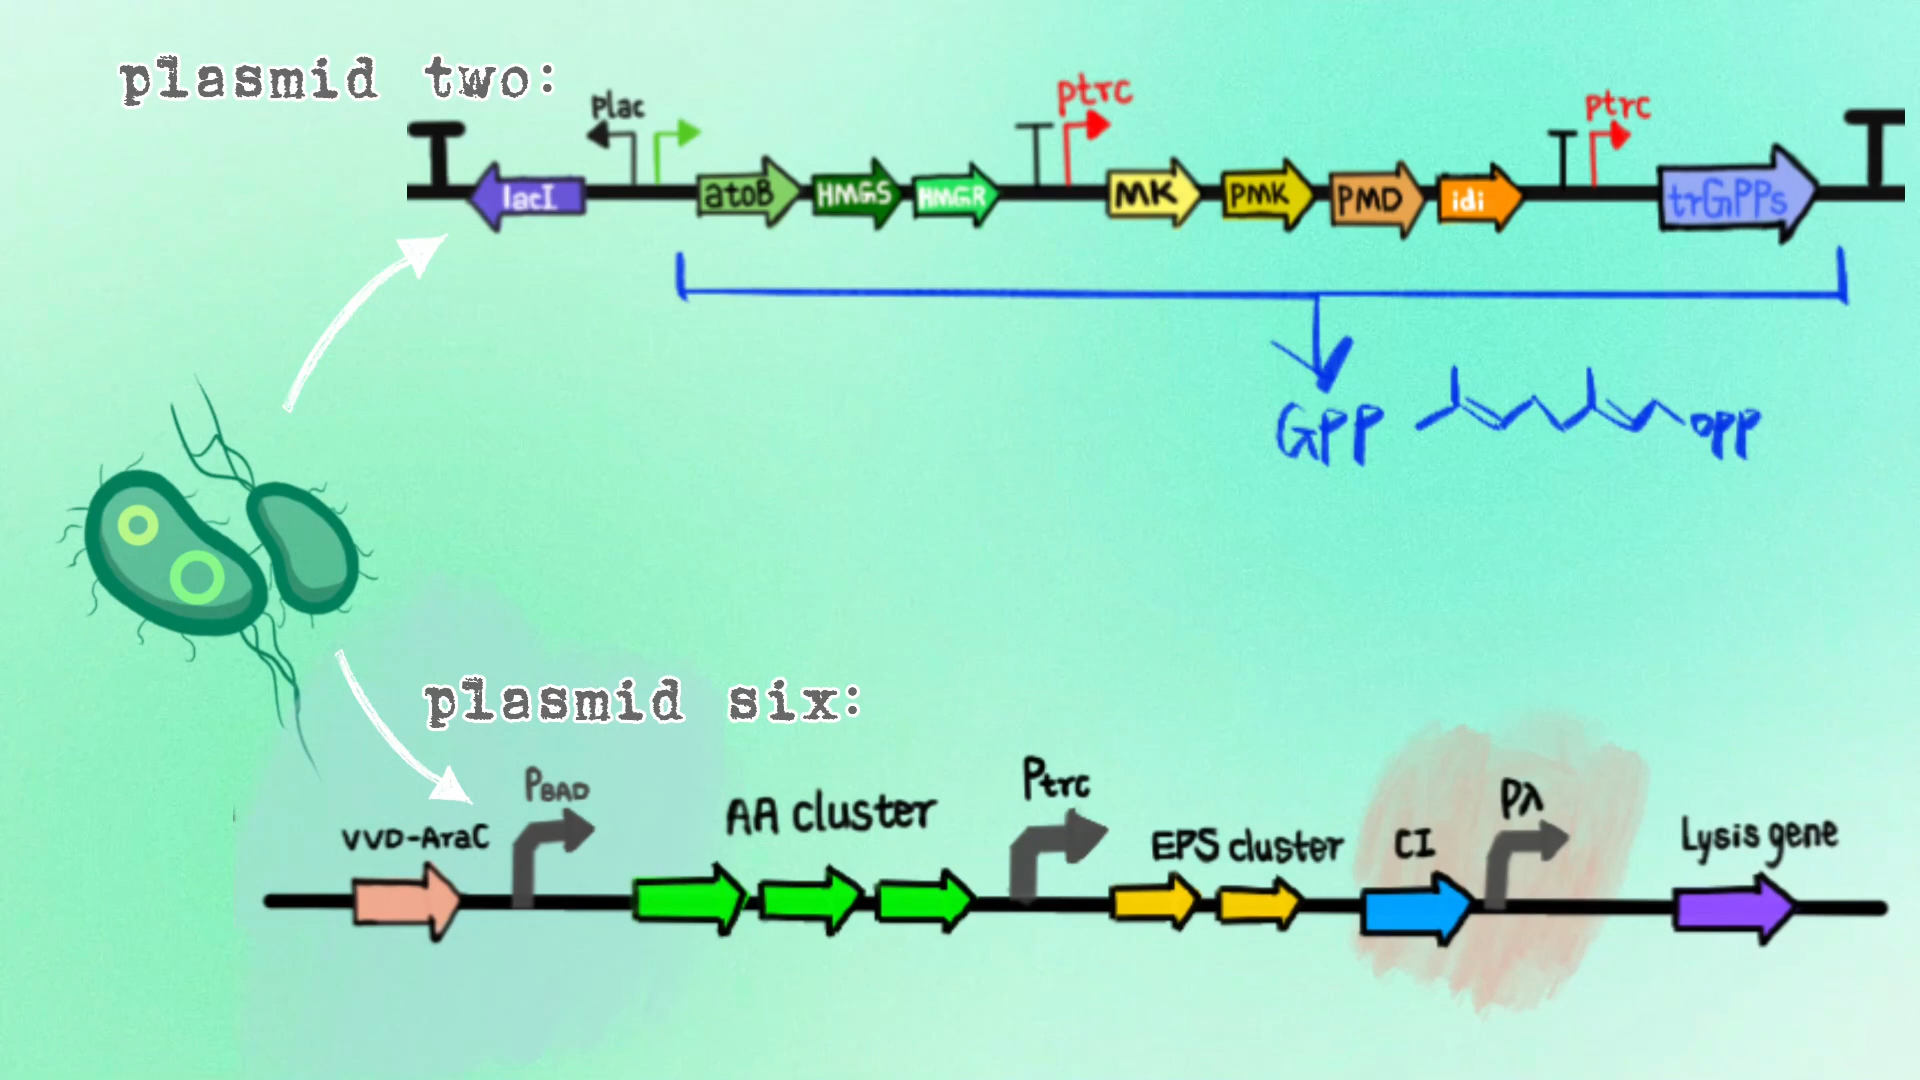 plasmid two:
Plac
ptrc
ptrc
lacI
atoB
HMGS
HMGR
MK
PMK
PMD
idi
trGPPs
GPP
OPP
plasmid six:
PBAD
Ptrc
Pλ
VVD-AraC
AA cluster
EPS cluster
CI
Lysis gene